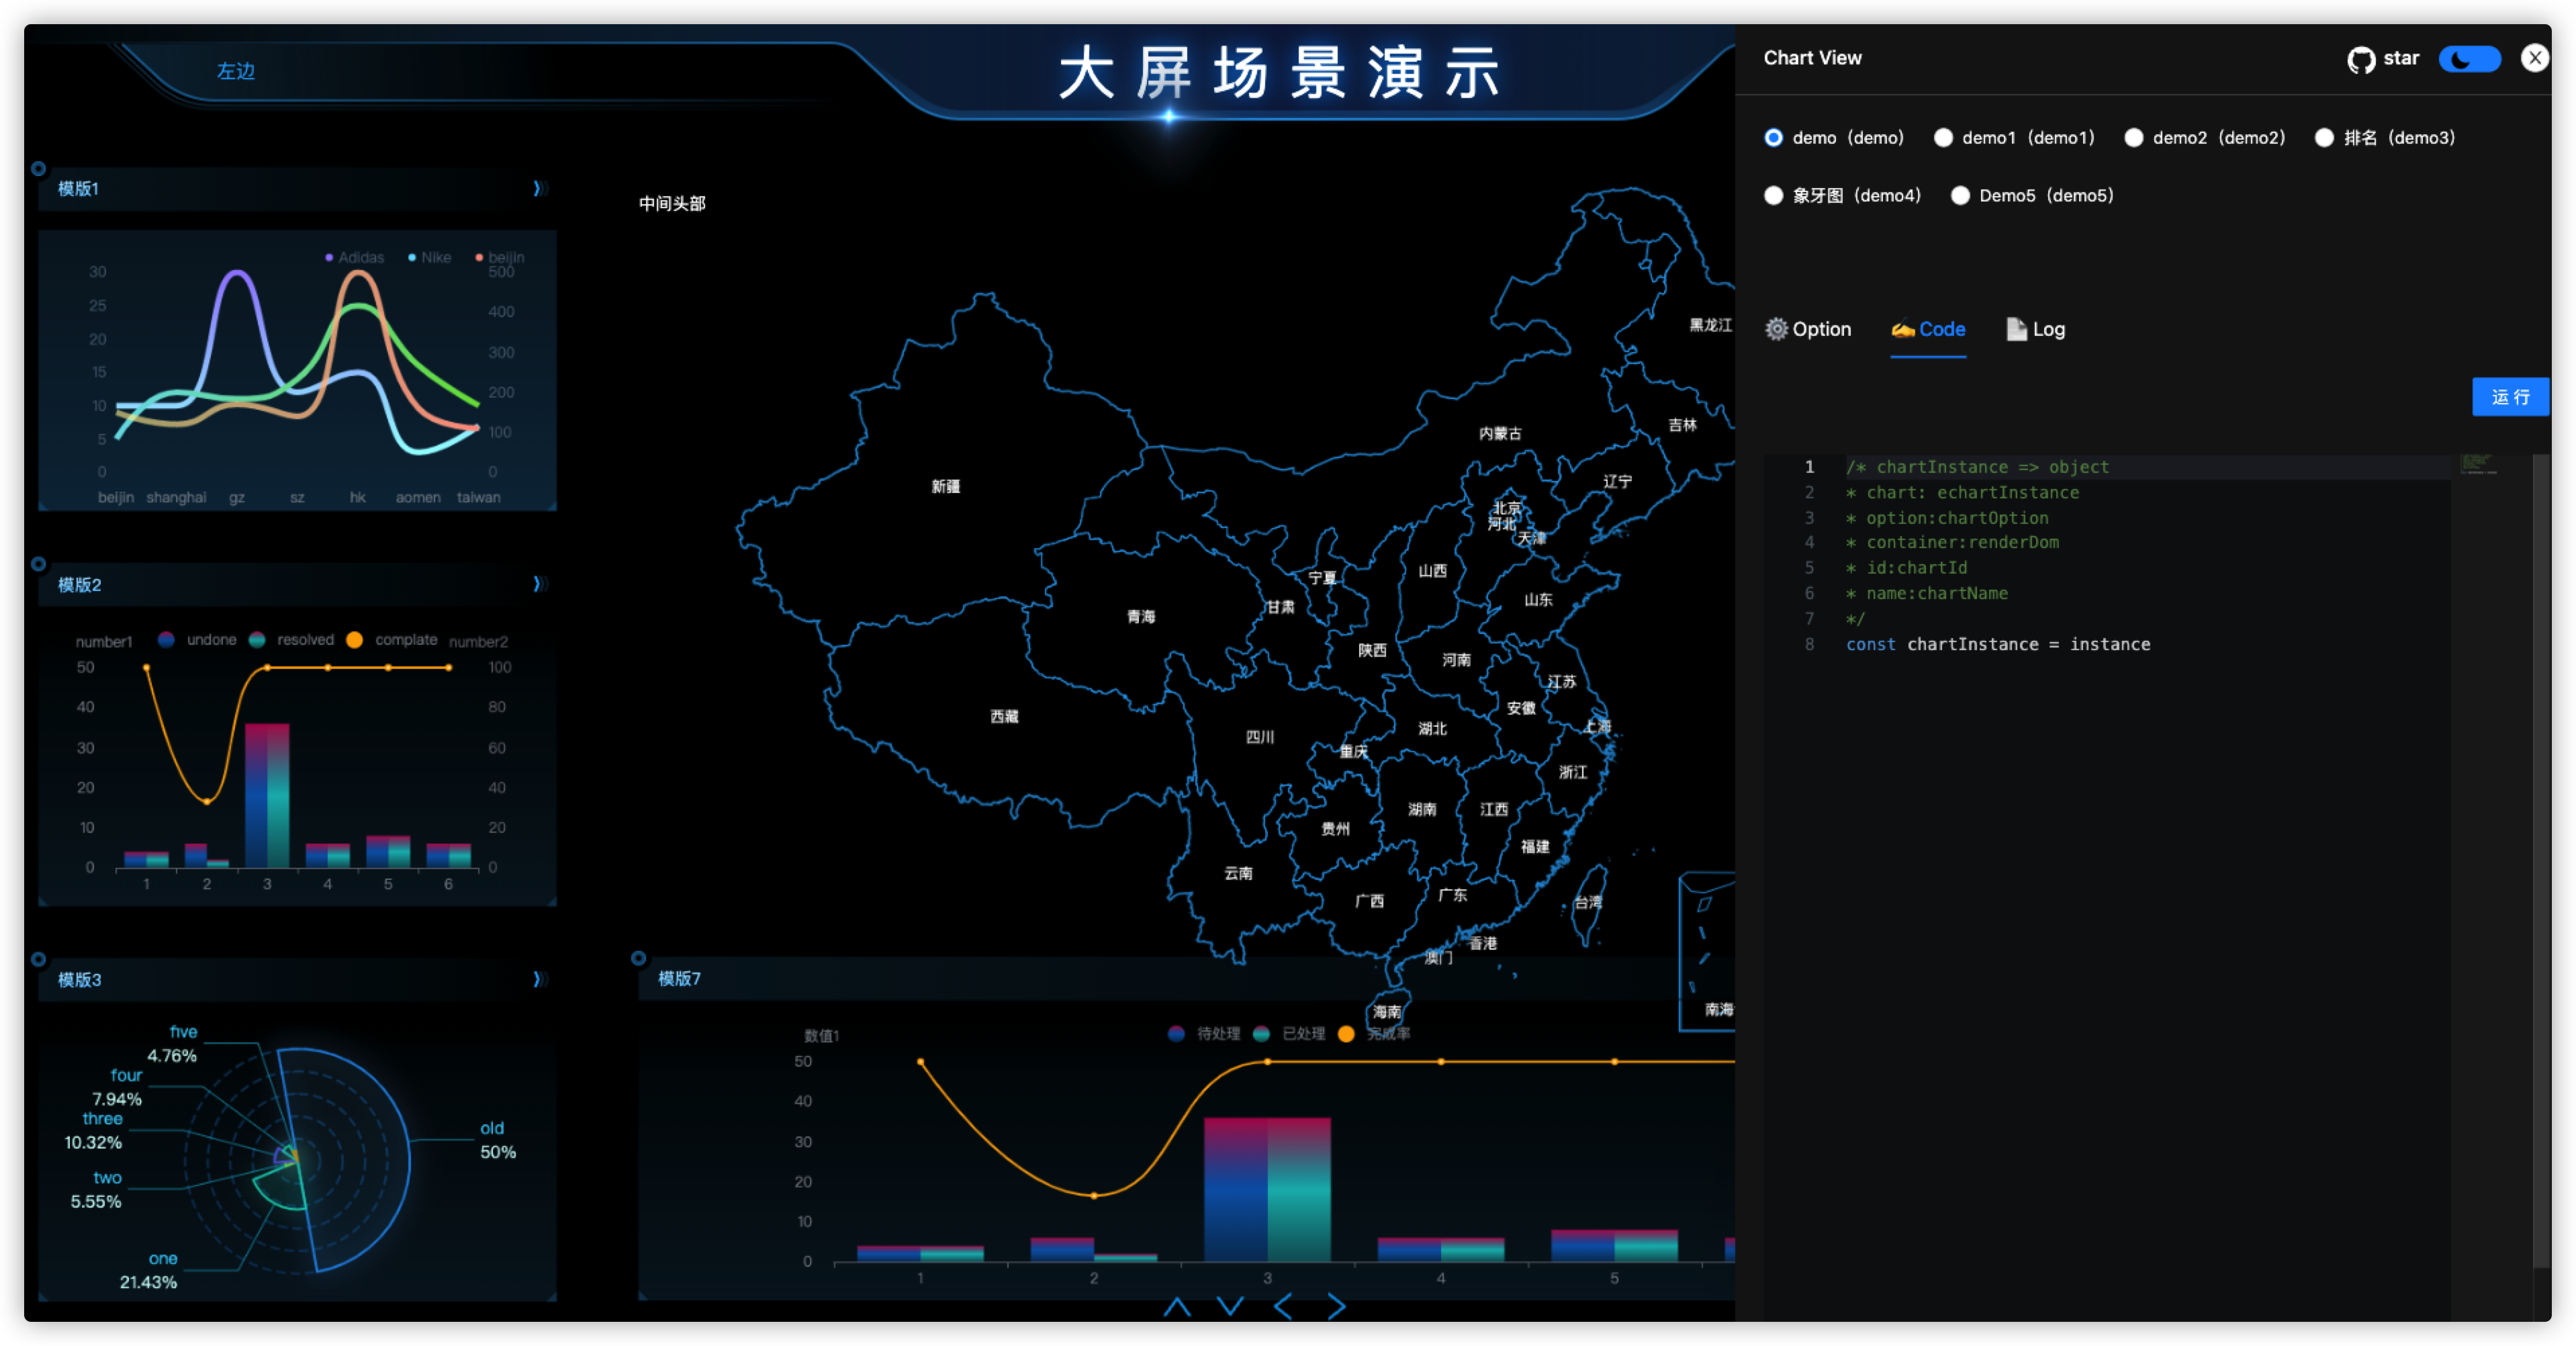 左边
大屏场景演示
模版1
Adidas Nike beijin
30
25
20
15
10
5
0
500
400
300
200
100
0
beijin shanghai gz sz hk aomen taiwan
模版2
number1 undone resolved complate number2
50
40
30
20
10
0
100
80
60
40
20
0
1 2 3 4 5 6
模版3
five
4.76%
four
7.94%
three
10.32%
two
5.55%
one
21.43%
old
50%
中间头部
黑龙江
内蒙古
吉林
新疆
辽宁
北京
河北
天津
山西
宁夏
山东
甘肃
青海
陕西
河南
江苏
安徽
西藏
上海
湖北
四川
重庆
浙江
湖南
江西
贵州
福建
云南
广西
广东
台湾
香港
澳门
海南
南海
模版7
数值1
待处理 已处理 完成率
50
40
30
20
10
0
1 2 3 4 5
Chart View
star
X
demo（demo） demo1（demo1） demo2（demo2） 排名（demo3）
象牙图（demo4） Demo5（demo5）
Option Code Log
运 行
1 /* chartInstance => object
2 * chart: echartInstance
3 * option:chartOption
4 * container:renderDom
5 * id:chartId
6 * name:chartName
7 */
8 const chartInstance = instance